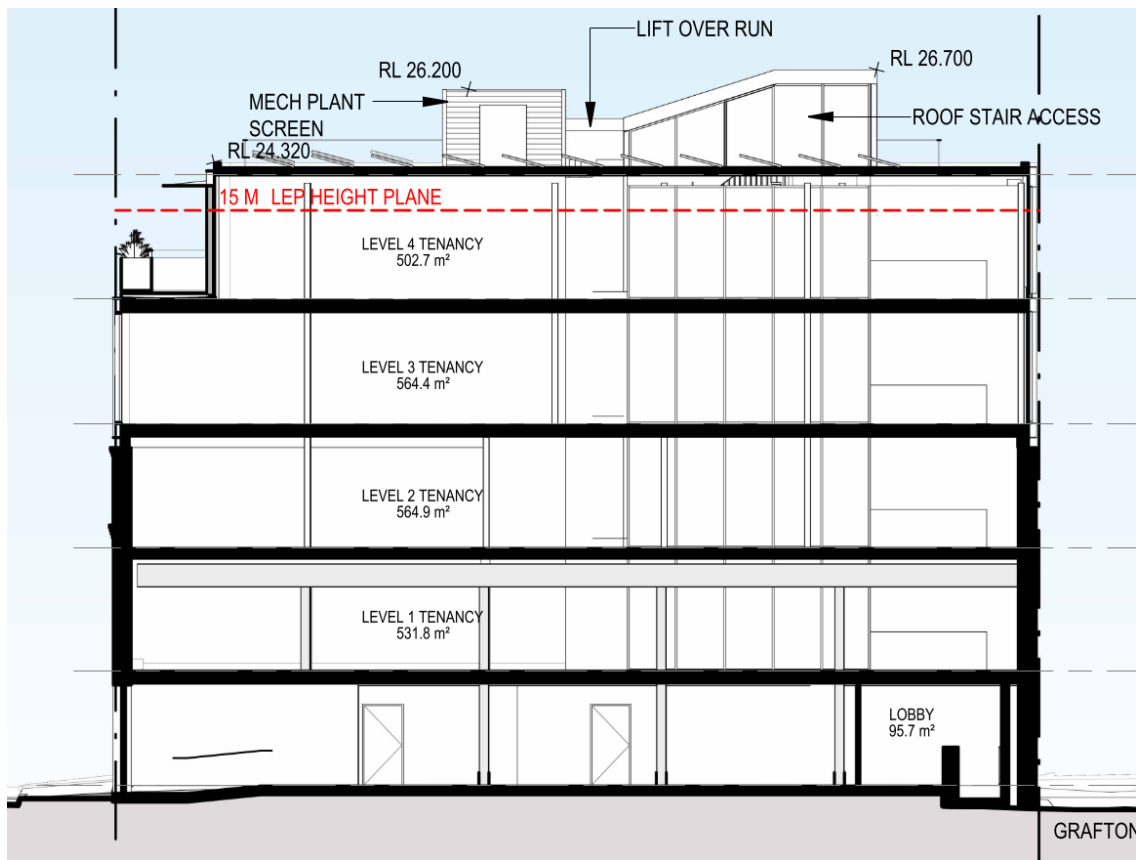 LIFT OVER RUN
RL 26.700
RL 26.200
MECH PLANT
SCREEN
ROOF STAIR ACCESS
RL 24.320
15 M LEP HEIGHT PLANE
LEVEL 4 TENANCY
502.7 m²
LEVEL 3 TENANCY
564.4 m²
LEVEL 2 TENANCY
564.9 m²
LEVEL 1 TENANCY
531.8 m²
LOBBY
95.7 m²
GRAFTON